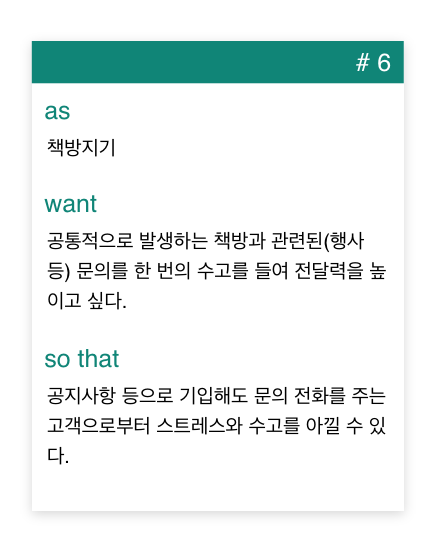 # 6
as
책방지기
want
공통적으로 발생하는 책방과 관련된(행사
등) 문의를 한 번의 수고를 들여 전달력을 높
이고 싶다.
so that
공지사항 등으로 기입해도 문의 전화를 주는
고객으로부터 스트레스와 수고를 아낄 수 있
다.